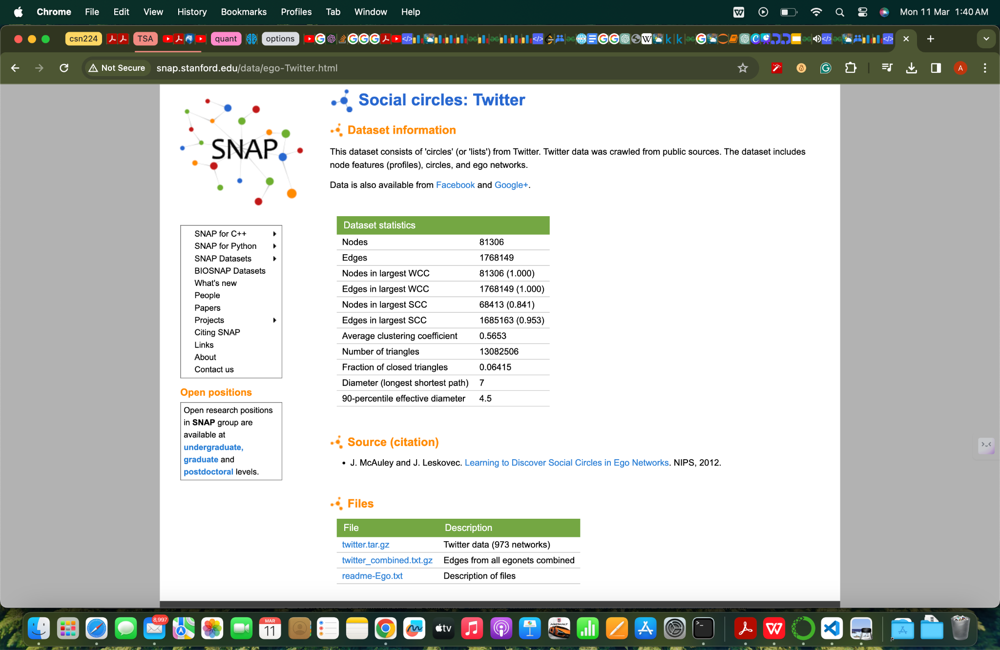 Chrome File Edit View History Bookmarks Profiles Tab Window Help Mon 11 Mar 1:40 AM
csn224 TSA quant options
Not Secure snap.stanford.edu/data/ego-Twitter.html A
SNAP
SNAP for C++
SNAP for Python
SNAP Datasets
BIOSNAP Datasets
What's new
People
Papers
Projects
Citing SNAP
Links
About
Contact us
Open positions
Open research positions
in SNAP group are
available at
undergraduate,
graduate and
postdoctoral levels.
Social circles: Twitter
Dataset information
This dataset consists of 'circles' (or 'lists') from Twitter. Twitter data was crawled from public sources. The dataset includes
node features (profiles), circles, and ego networks.
Data is also available from Facebook and Google+.
Dataset statistics
Nodes 81306
Edges 1768149
Nodes in largest WCC 81306 (1.000)
Edges in largest WCC 1768149 (1.000)
Nodes in largest SCC 68413 (0.841)
Edges in largest SCC 1685163 (0.953)
Average clustering coefficient 0.5653
Number of triangles 13082506
Fraction of closed triangles 0.06415
Diameter (longest shortest path) 7
90-percentile effective diameter 4.5
Source (citation)
• J. McAuley and J. Leskovec. Learning to Discover Social Circles in Ego Networks. NIPS, 2012.
Files
File Description
twitter.tar.gz Twitter data (973 networks)
twitter_combined.txt.gz Edges from all egonets combined
readme-Ego.txt Description of files
8,997 MAR 11 tv ASPHALT